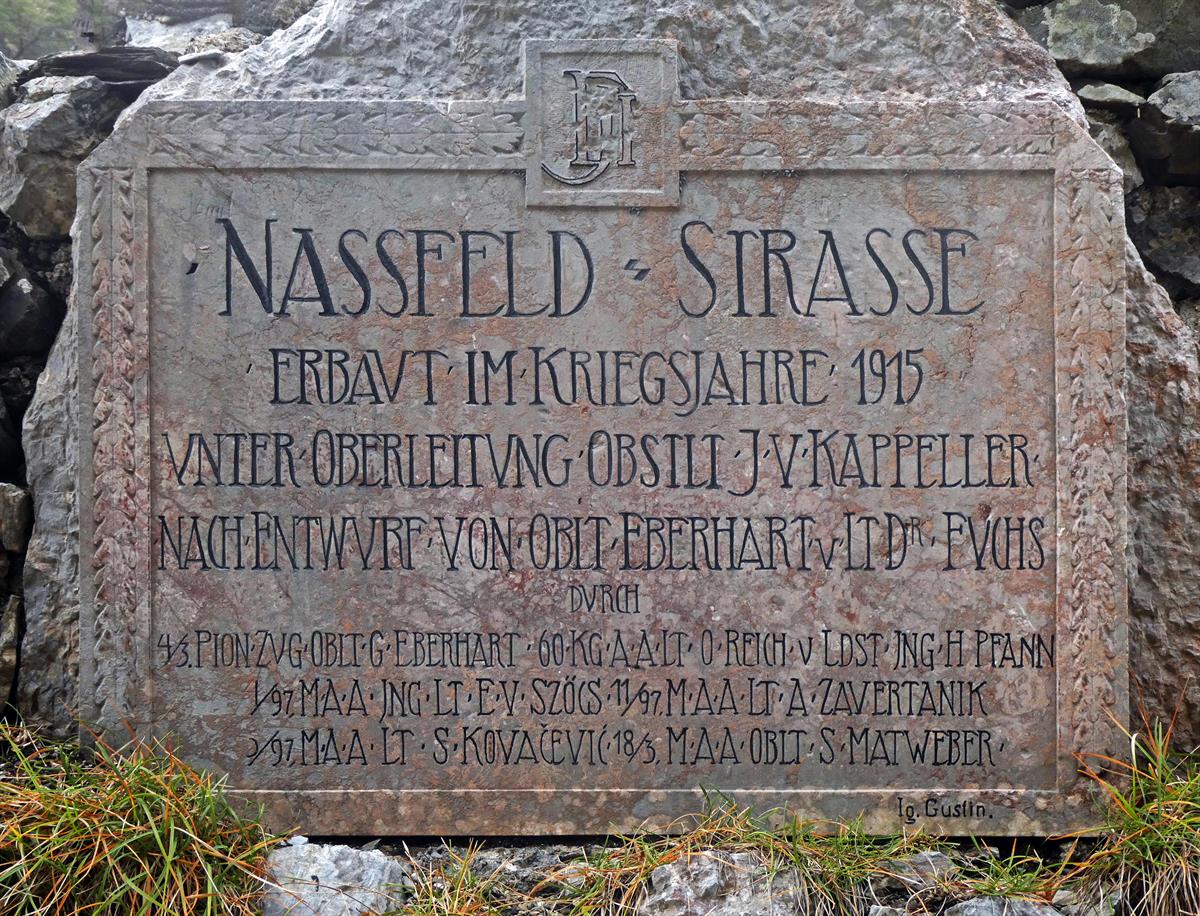 NASSFELD - STRASSE
ERBAVT · IM · KRIEGSJAHRE · 1915
VNTER · OBERLEITVNG · OBSTLT · J · V · KAPPELLER ·
NACH · ENTWVRF · VON · OBLT · EBERHART · v · LT DR · FVCHS
DVRCH
4/3. PION · ZVG · OBLT · G · EBERHART · 60 · KG · A · A · LT · O · REICH · v · LDST · JNG · H · PFANN
1/97, M A · A · JNG · LT · E · V · SZÖCS · 11/97, M · A · A · LT · A · ZAVERTANIK
2/97, M · A · A · LT · S · KOVAČEVIĆ · 18/3, M · A · A · OBLT · S · MATWEBER ·
Ig. Guslin.